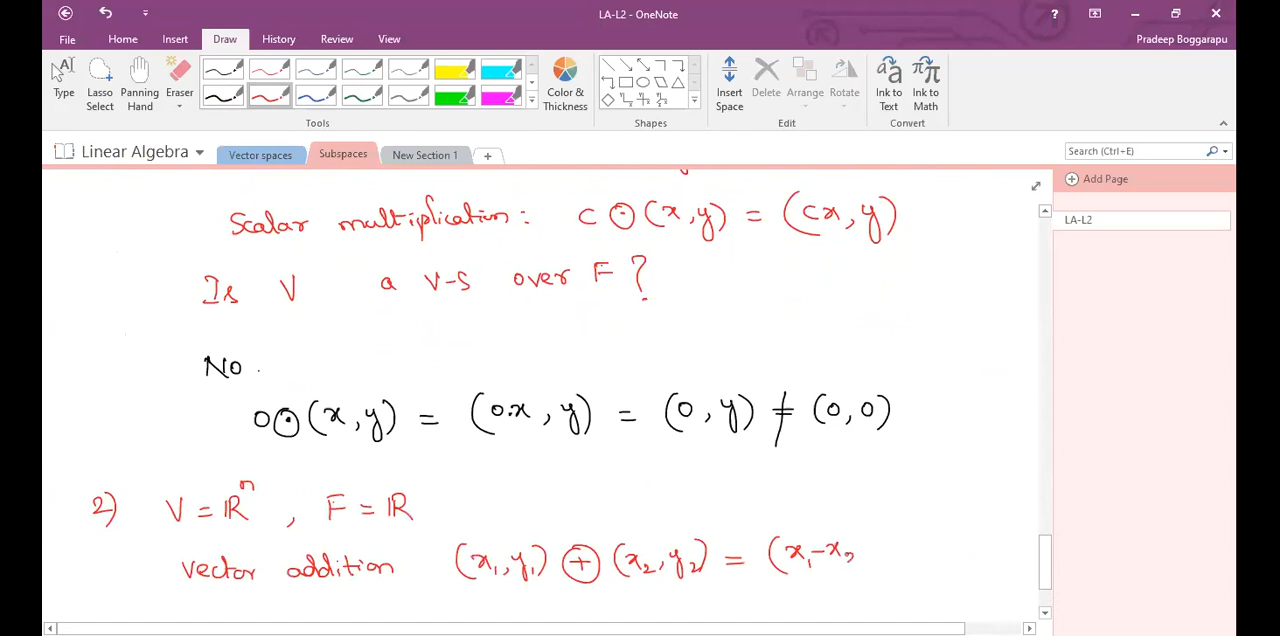 LA-L2 - OneNote
File Home Insert Draw History Review View
Pradeep Boggarapu
Type
Lasso Select
Panning Hand
Eraser
Color & Thickness
Insert Space
Delete
Arrange
Rotate
Ink to Text
Ink to Math
Tools
Shapes
Edit
Convert
Linear Algebra
Vector spaces
Subspaces
New Section 1
Search (Ctrl+E)
Add Page
LA-L2
Scalar multiplication: c ⊙ (x, y) = (cx, y)
Is V a V-S over F ?
No.
0 ⊙ (x, y) = (0.x, y) = (0, y) ≠ (0, 0)
2) V = ℝⁿ , F = ℝ
vector addition (x₁, y₁) ⊕ (x₂, y₂) = (x₁-x₂